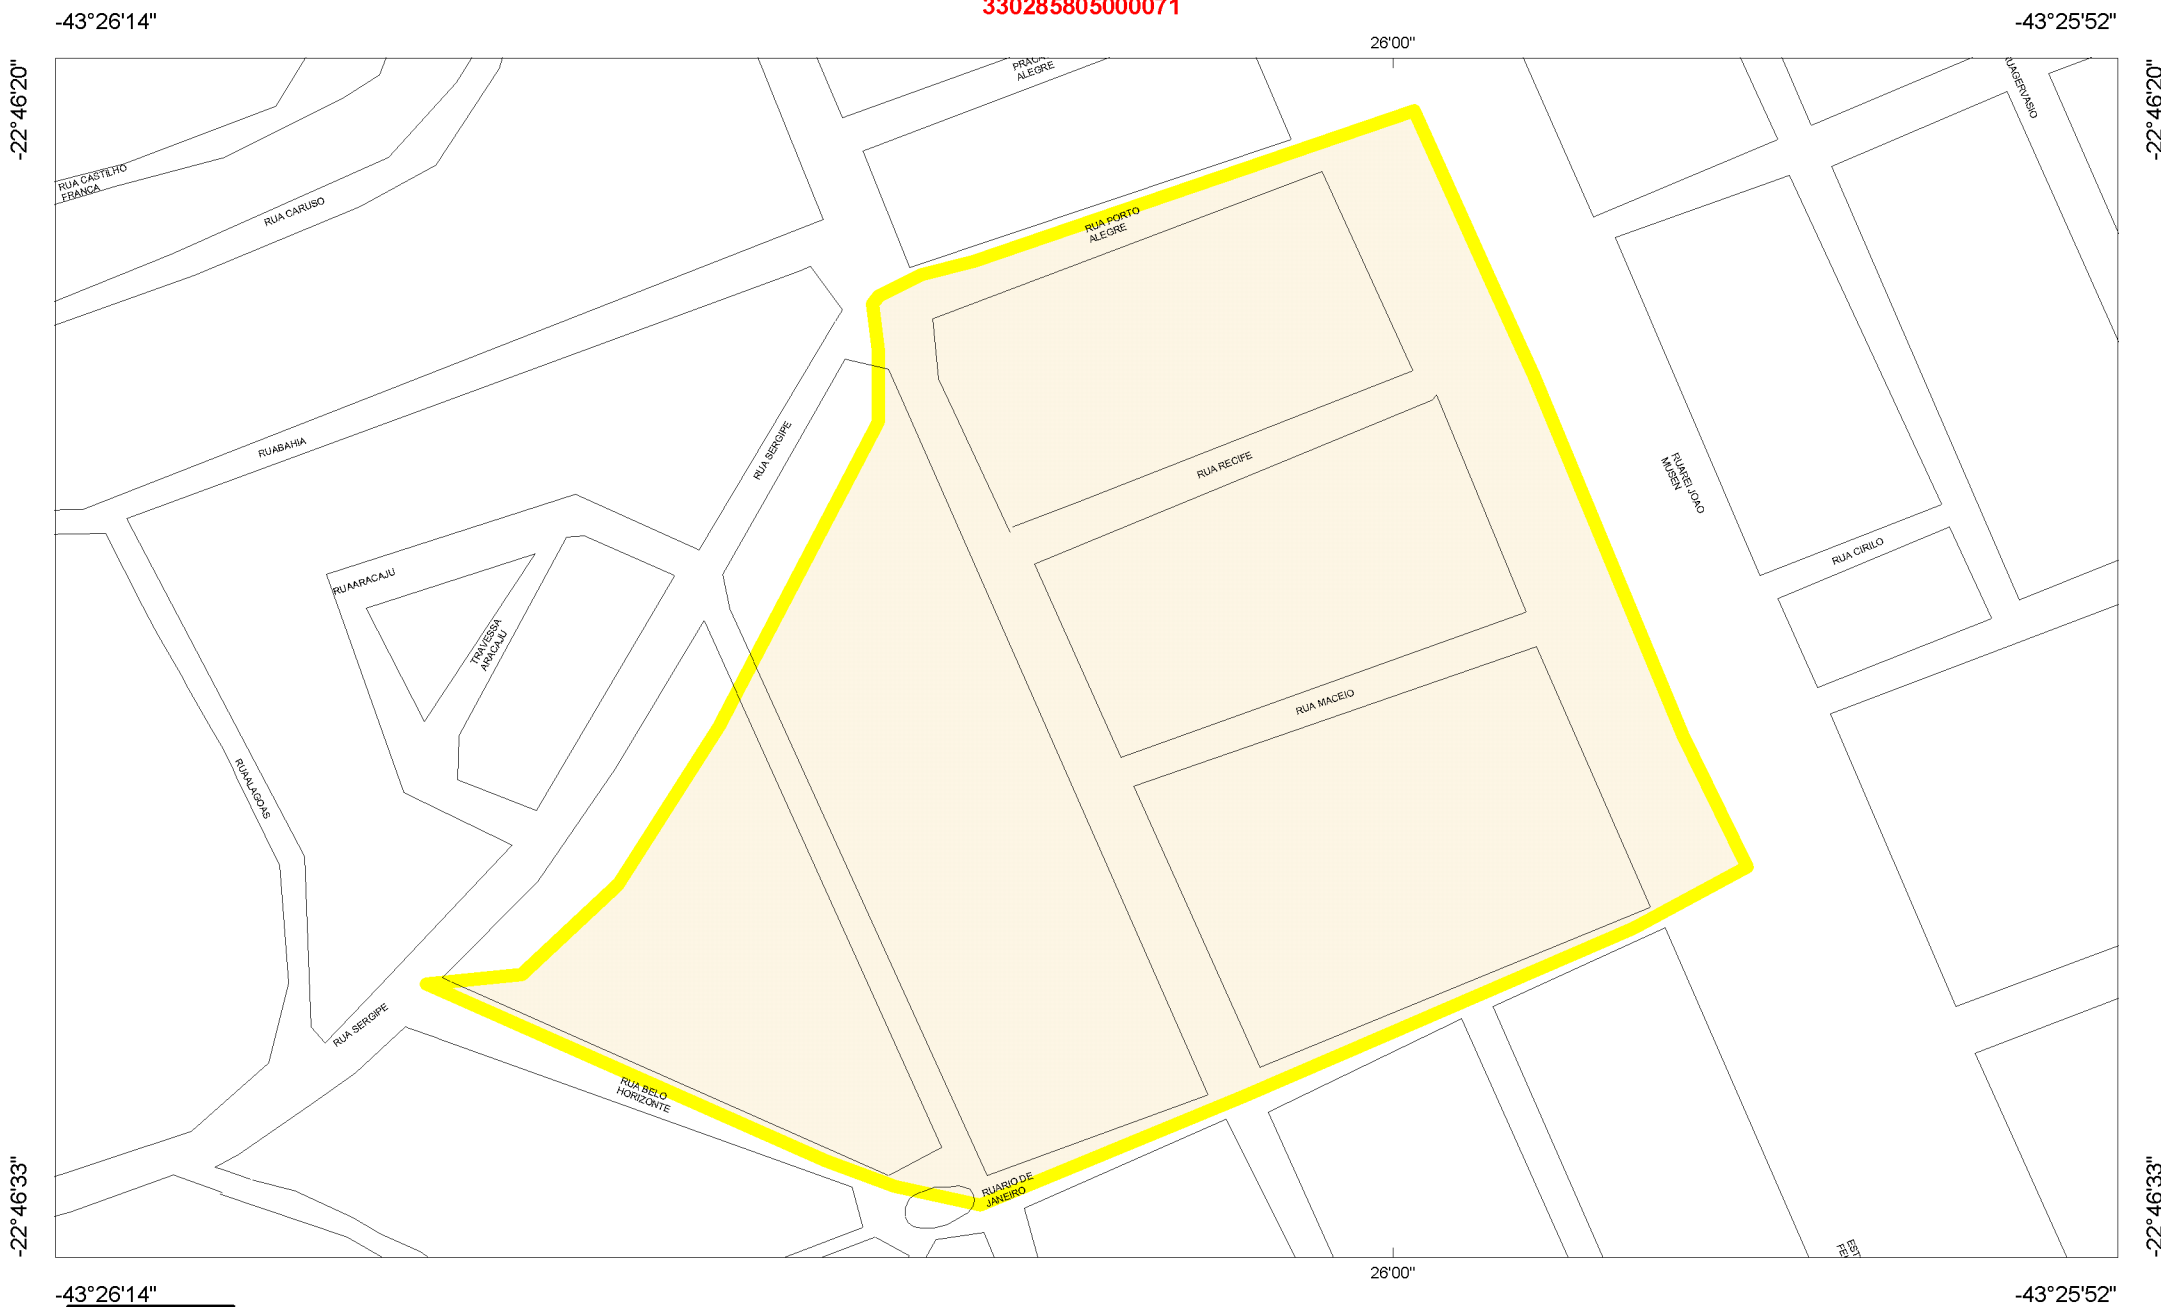 330285805000071
-43°26'14"
-43°25'52"
26'00"
-22°46'20"
-22°46'20"
ALEGRE
RUAGERVASIO
RUA CASTILHO
FRANCA
RUA CARUSO
RUA PORTO
ALEGRE
RUABAHIA
RUA SERGIPE
RUA RECIFE
RUAREI JOAO
MUSEN
RUA CIRILO
RUAARACAJU
TRAVESSA
ARACAJU
RUA MACEIO
RUAALAGOAS
RUA SERGIPE
RUA BELO
HORIZONTE
RUARIO DE
JANEIRO
-22°46'33"
-22°46'33"
26'00"
-43°26'14"
-43°25'52"